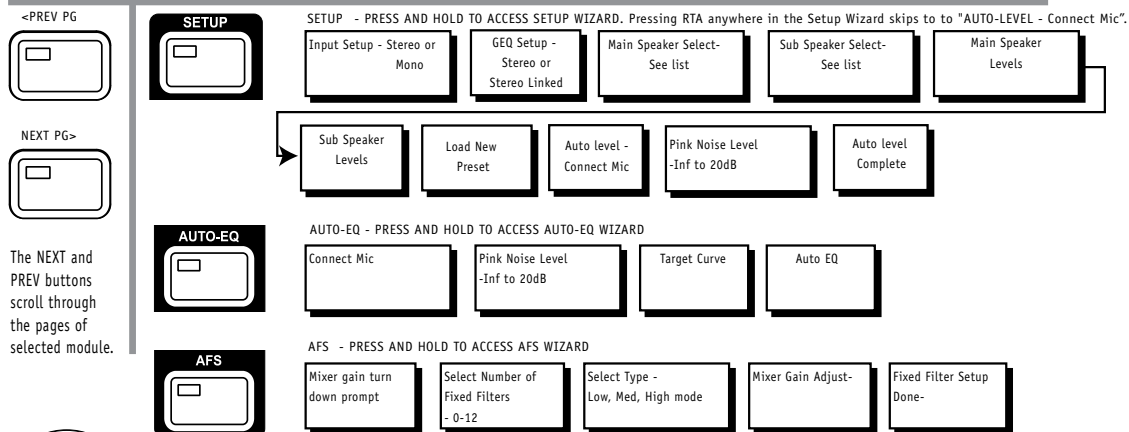 <PREV PG
NEXT PG>
The NEXT and
PREV buttons
scroll through
the pages of
selected module.
SETUP
SETUP - PRESS AND HOLD TO ACCESS SETUP WIZARD. Pressing RTA anywhere in the Setup Wizard skips to to "AUTO-LEVEL - Connect Mic".
Input Setup - Stereo or
Mono
GEQ Setup -
Stereo or
Stereo Linked
Main Speaker Select-
See list
Sub Speaker Select-
See list
Main Speaker
Levels
Sub Speaker
Levels
Load New
Preset
Auto level -
Connect Mic
Pink Noise Level
-Inf to 20dB
Auto level
Complete
AUTO-EQ
AUTO-EQ - PRESS AND HOLD TO ACCESS AUTO-EQ WIZARD
Connect Mic
Pink Noise Level
-Inf to 20dB
Target Curve
Auto EQ
AFS
AFS - PRESS AND HOLD TO ACCESS AFS WIZARD
Mixer gain turn
down prompt
Select Number of
Fixed Filters
- 0-12
Select Type -
Low, Med, High mode
Mixer Gain Adjust-
Fixed Filter Setup
Done-